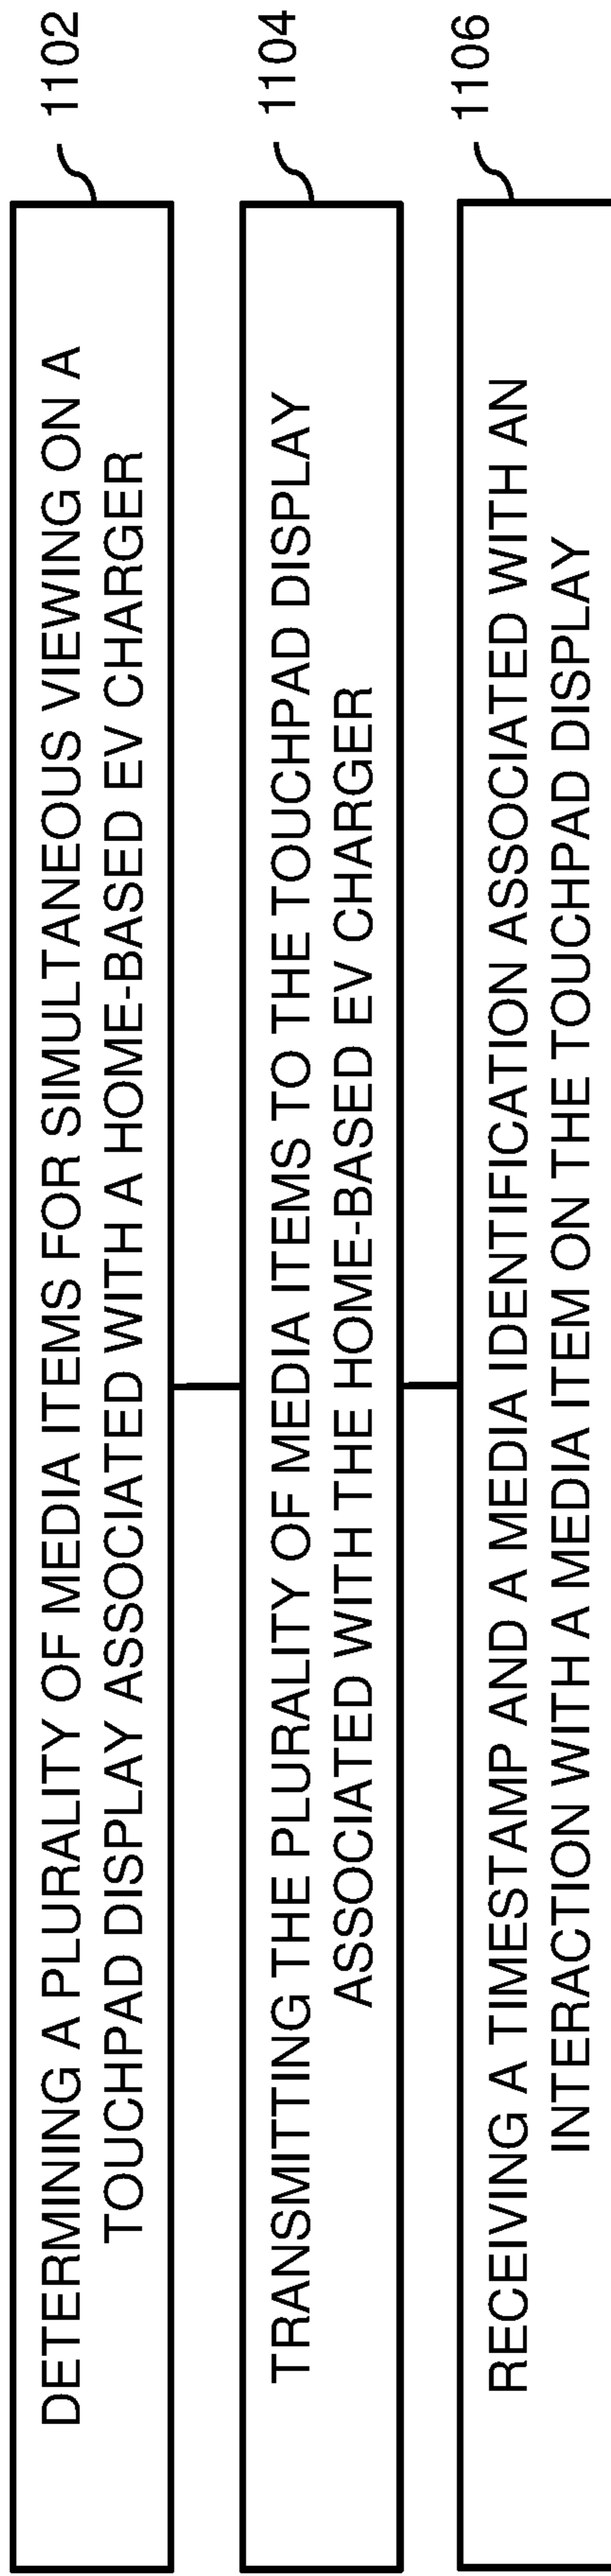 DETERMINING A PLURALITY OF MEDIA ITEMS FOR SIMULTANEOUS VIEWING ON A
TOUCHPAD DISPLAY ASSOCIATED WITH A HOME-BASED EV CHARGER
1102
TRANSMITTING THE PLURALITY OF MEDIA ITEMS TO THE TOUCHPAD DISPLAY
ASSOCIATED WITH THE HOME-BASED EV CHARGER
1104
RECEIVING A TIMESTAMP AND A MEDIA IDENTIFICATION ASSOCIATED WITH AN
INTERACTION WITH A MEDIA ITEM ON THE TOUCHPAD DISPLAY
1106